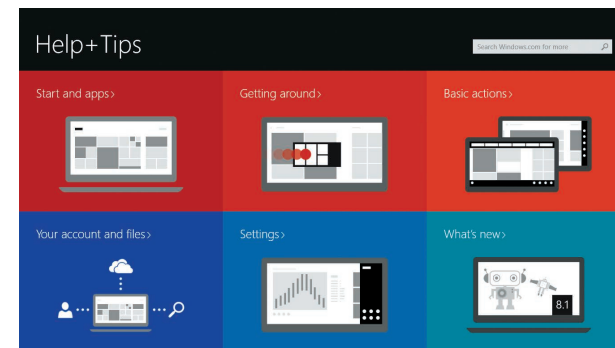 Help+Tips
Search Windows.com for more
Start and apps>
Getting around>
Basic actions>
Your account and files>
Settings>
What's new>
8.1